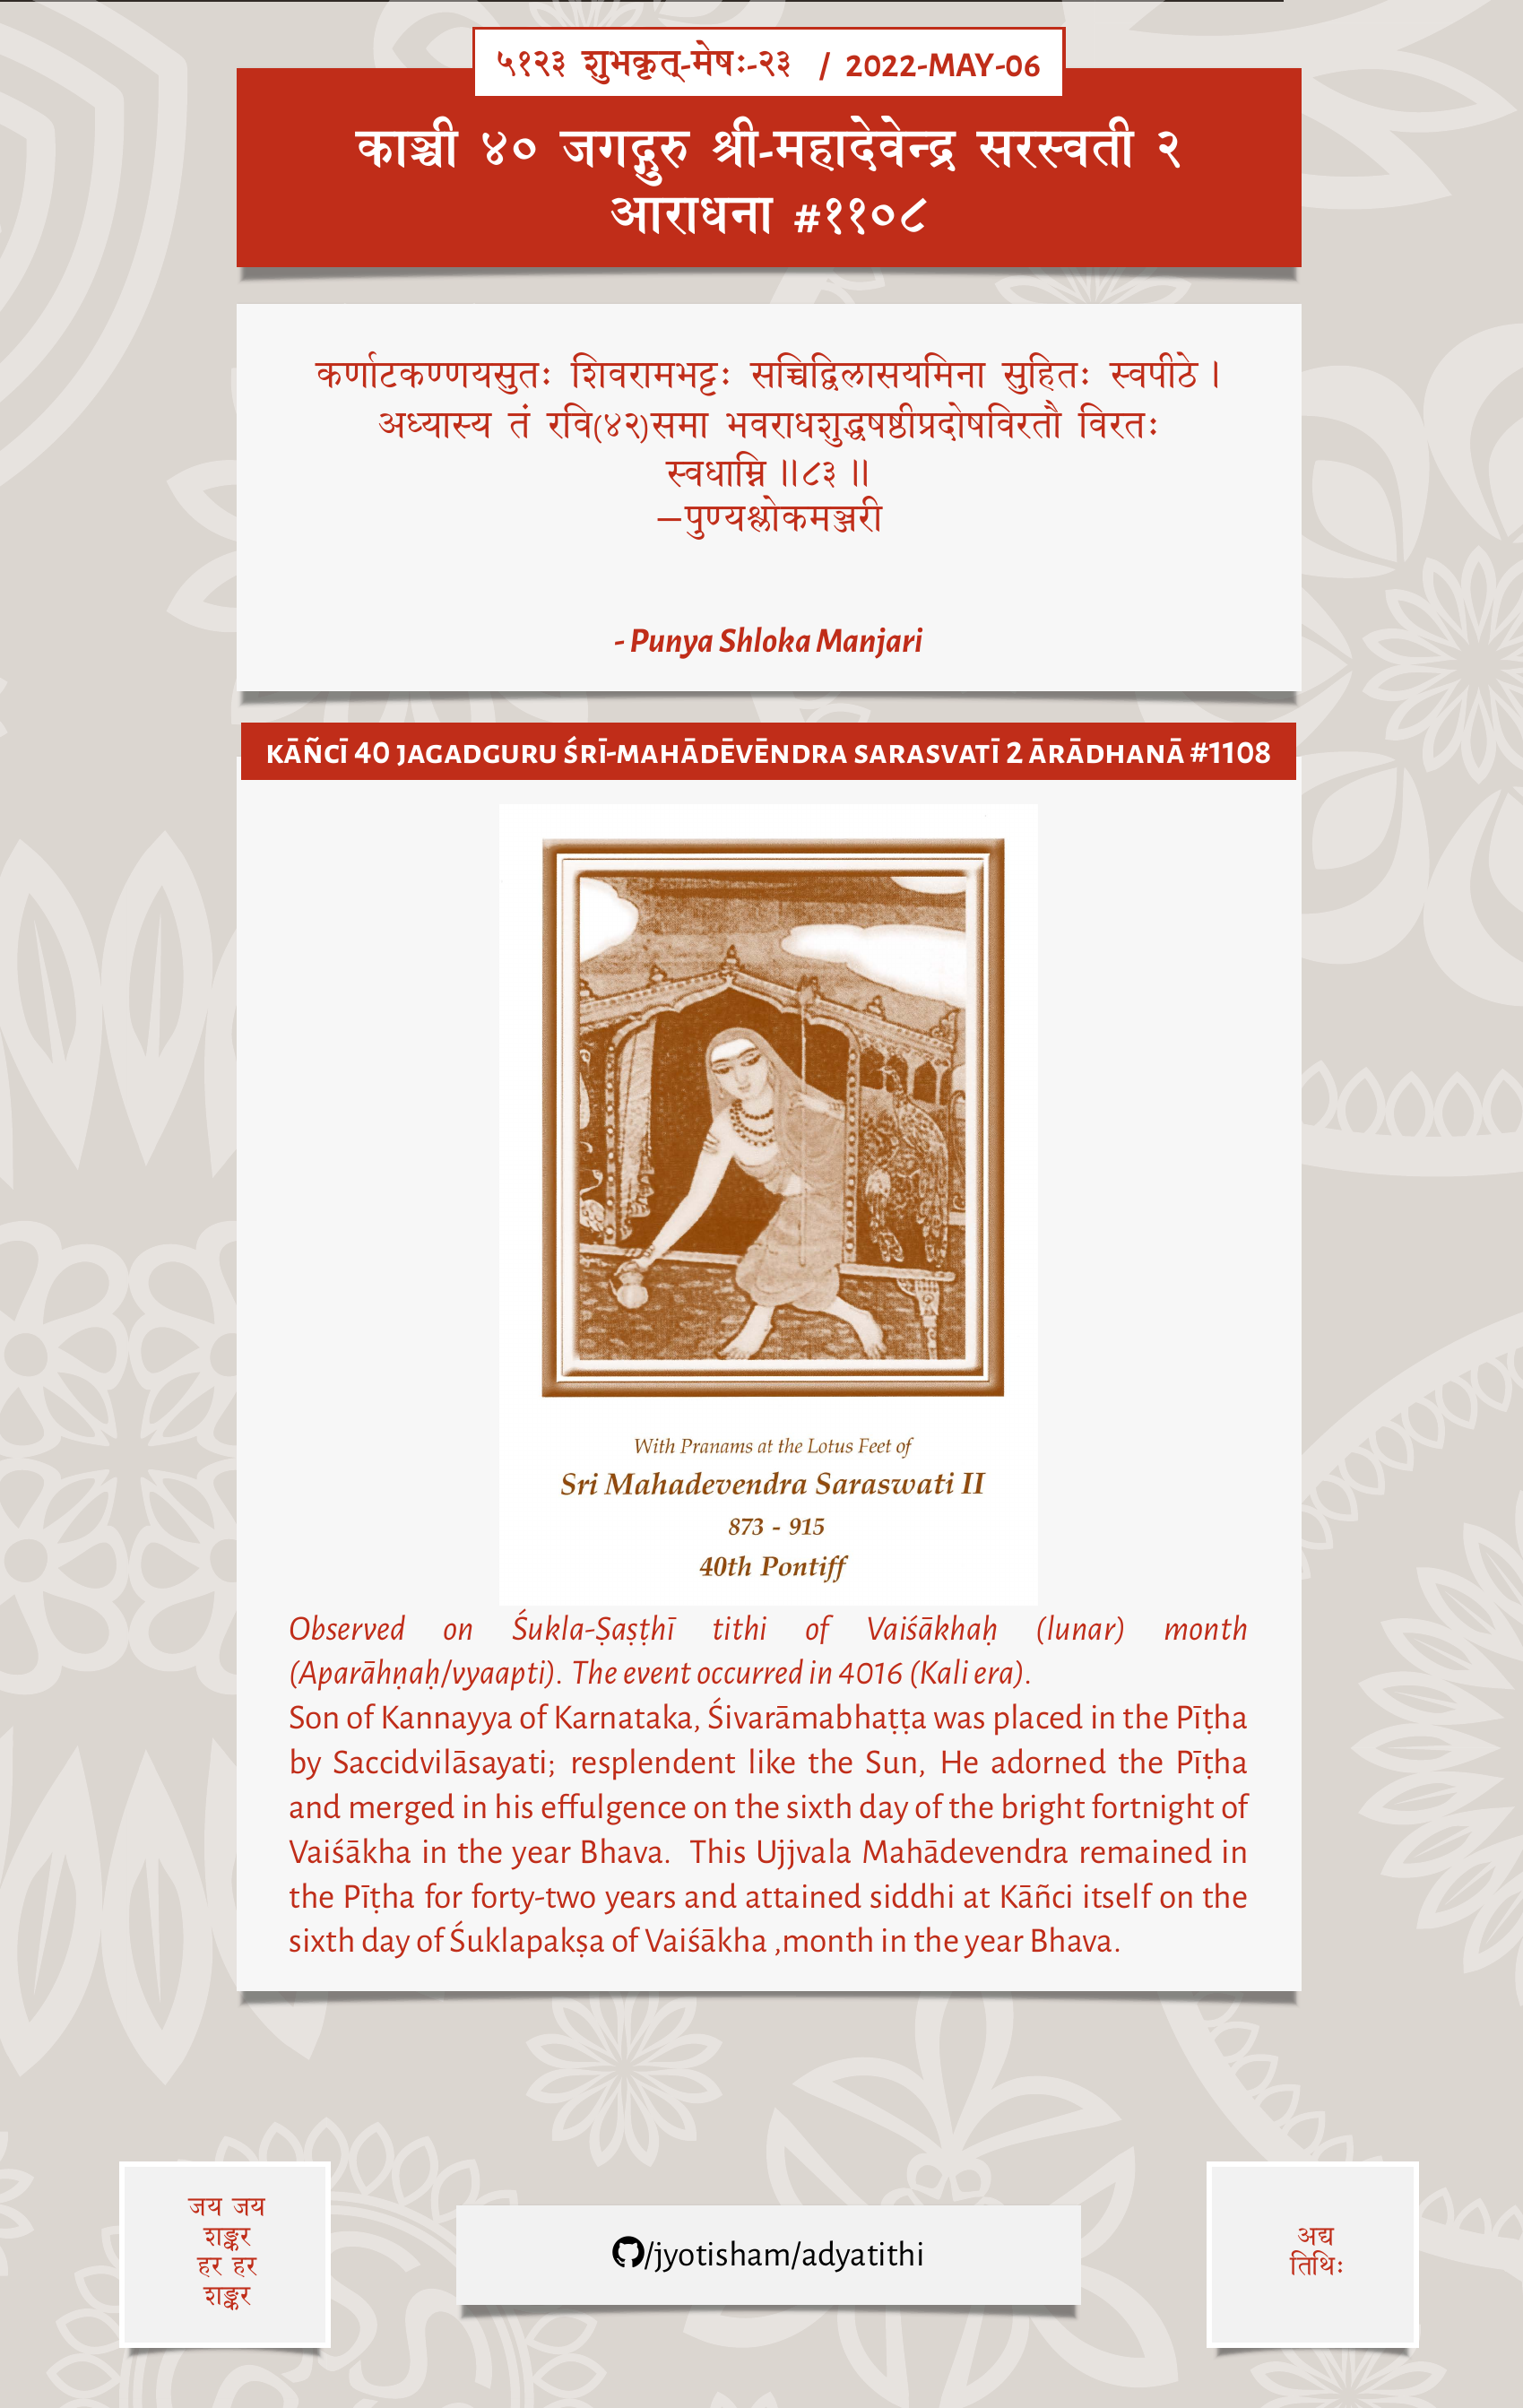 ५१२३ शुभकृत्-मेषः-२३ / 2022-MAY-06
काञ्ची ४० जगद्गुरु श्री-महादेवेन्द्र सरस्वती २
आराधना #११०८
कर्णाटकण्णयसुतः शिवरामभट्टः सच्चिद्विलासयमिना सुहितः स्वपीठे ।
अध्यास्य तं रवि(४२)समा भवराधशुद्धषष्ठीप्रदोषविरतौ विरतः
स्वधाम्नि ॥८३ ॥
—पुण्यश्लोकमञ्जरी
- Punya Shloka Manjari
KĀÑCĪ 40 JAGADGURU ŚRĪ-MAHĀDĒVĒNDRA SARASVATĪ 2 ĀRĀDHANĀ #1108
With Pranams at the Lotus Feet of
Sri Mahadevendra Saraswati II
873 - 915
40th Pontiff
Observed on Śukla-Ṣaṣṭhī tithi of Vaiśākhaḥ (lunar) month
(Aparāhṇaḥ/vyaapti). The event occurred in 4016 (Kali era).
Son of Kannayya of Karnataka, Śivarāmabhaṭṭa was placed in the Pīṭha
by Saccidvilāsayati; resplendent like the Sun, He adorned the Pīṭha
and merged in his effulgence on the sixth day of the bright fortnight of
Vaiśākha in the year Bhava. This Ujjvala Mahādevendra remained in
the Pīṭha for forty-two years and attained siddhi at Kāñci itself on the
sixth day of Śuklapakṣa of Vaiśākha ,month in the year Bhava.
जय जय
शङ्कर
हर हर
शङ्कर
/jyotisham/adyatithi
अद्य
तिथिः